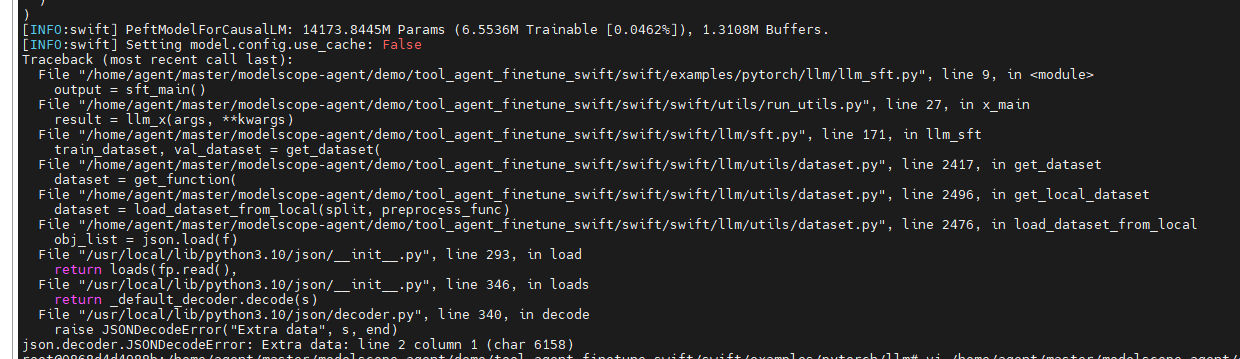 )
[INFO:swift] PeftModelForCausalLM: 14173.8445M Params (6.5536M Trainable [0.0462%]), 1.3108M Buffers.
[INFO:swift] Setting model.config.use_cache: False
Traceback (most recent call last):
  File "/home/agent/master/modelscope-agent/demo/tool_agent_finetune_swift/swift/examples/pytorch/llm/llm_sft.py", line 9, in <module>
    output = sft_main()
  File "/home/agent/master/modelscope-agent/demo/tool_agent_finetune_swift/swift/swift/utils/run_utils.py", line 27, in x_main
    result = llm_x(args, **kwargs)
  File "/home/agent/master/modelscope-agent/demo/tool_agent_finetune_swift/swift/swift/llm/sft.py", line 171, in llm_sft
    train_dataset, val_dataset = get_dataset(
  File "/home/agent/master/modelscope-agent/demo/tool_agent_finetune_swift/swift/swift/llm/utils/dataset.py", line 2417, in get_dataset
    dataset = get_function(
  File "/home/agent/master/modelscope-agent/demo/tool_agent_finetune_swift/swift/swift/llm/utils/dataset.py", line 2496, in get_local_dataset
    dataset = load_dataset_from_local(split, preprocess_func)
  File "/home/agent/master/modelscope-agent/demo/tool_agent_finetune_swift/swift/swift/llm/utils/dataset.py", line 2476, in load_dataset_from_local
    obj_list = json.load(f)
  File "/usr/local/lib/python3.10/json/__init__.py", line 293, in load
    return loads(fp.read(),
  File "/usr/local/lib/python3.10/json/__init__.py", line 346, in loads
    return _default_decoder.decode(s)
  File "/usr/local/lib/python3.10/json/decoder.py", line 340, in decode
    raise JSONDecodeError("Extra data", s, end)
json.decoder.JSONDecodeError: Extra data: line 2 column 1 (char 6158)